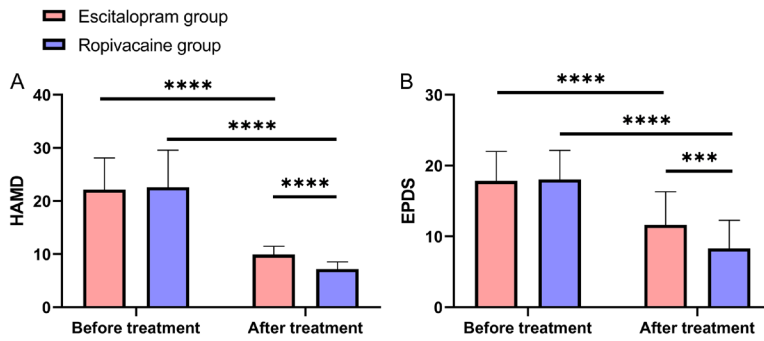 Escitalopram group
Ropivacaine group
A
****
****
****
HAMD
40
30
20
10
0
Before treatment
After treatment
B
****
****
***
EPDS
30
20
10
0
Before treatment
After treatment